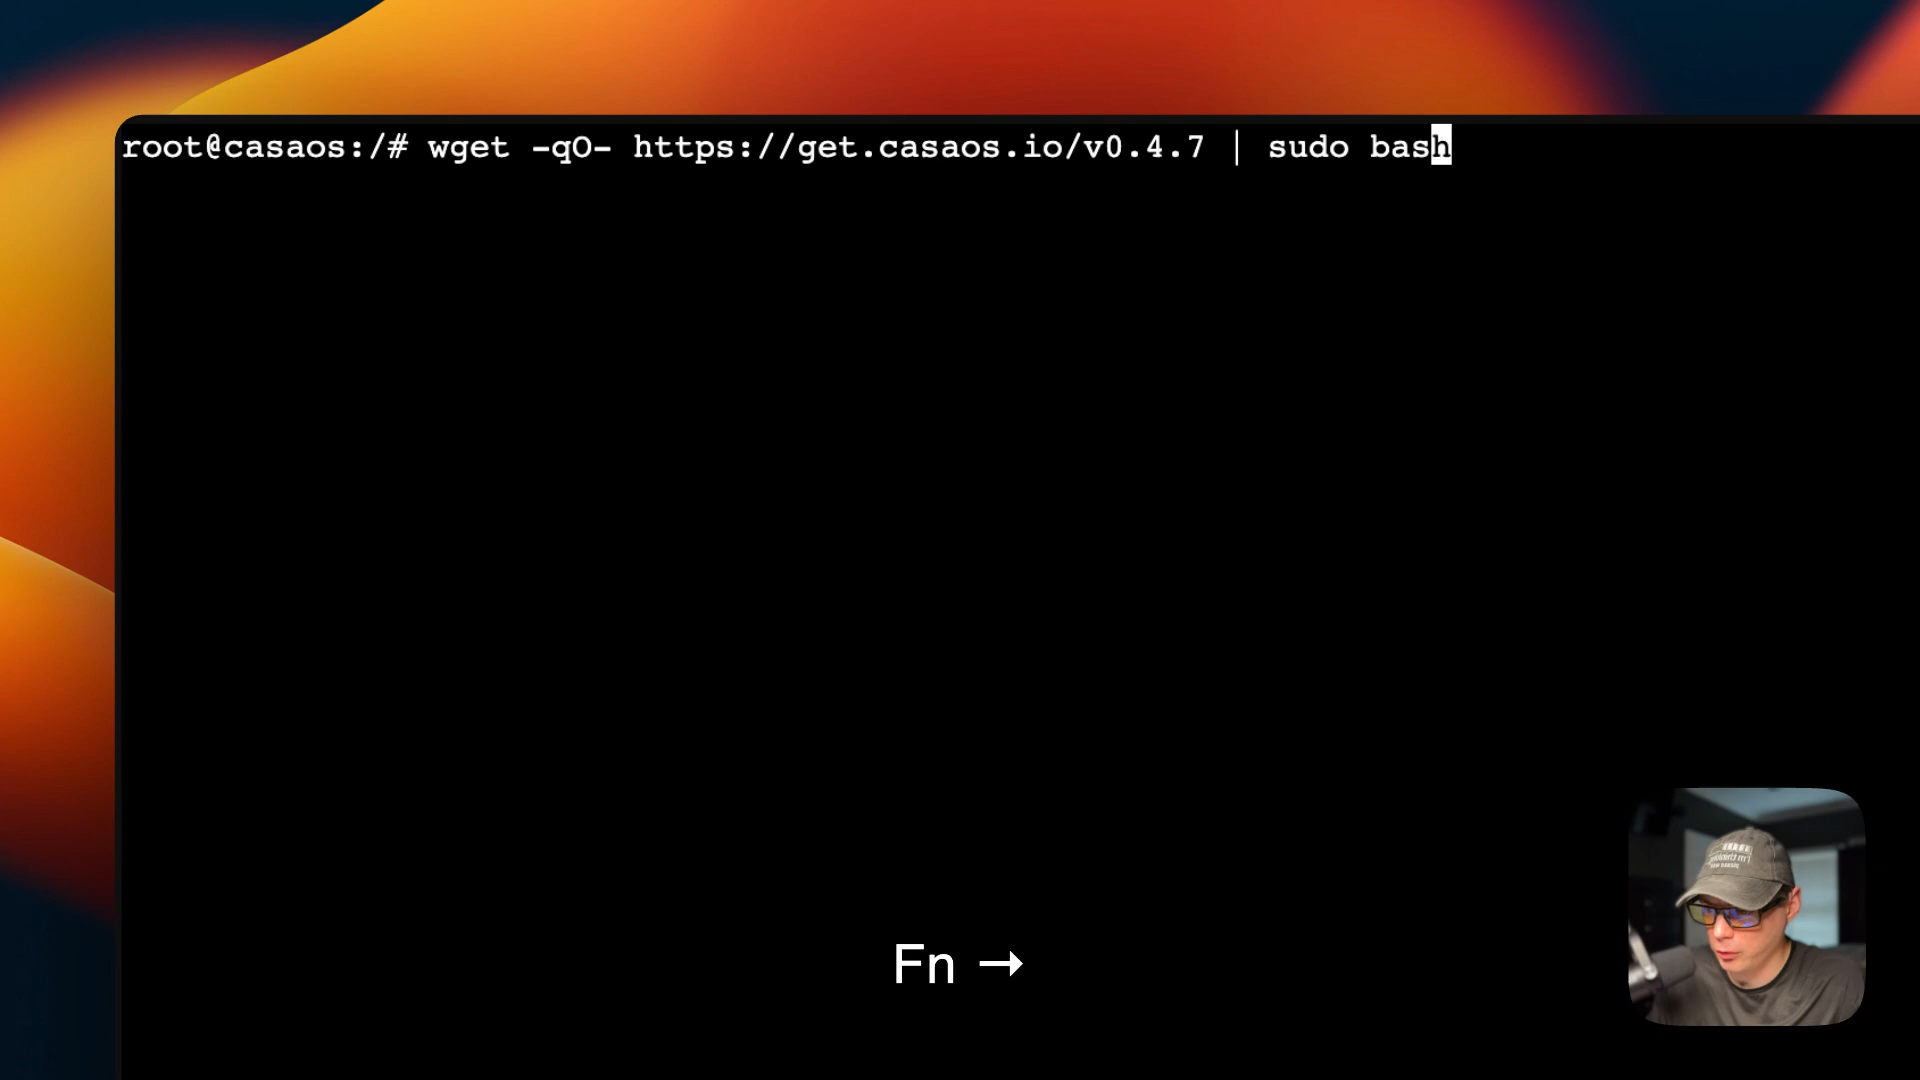 root@casaos:/# wget -qO- https://get.casaos.io/v0.4.7 | sudo bash
Fn →